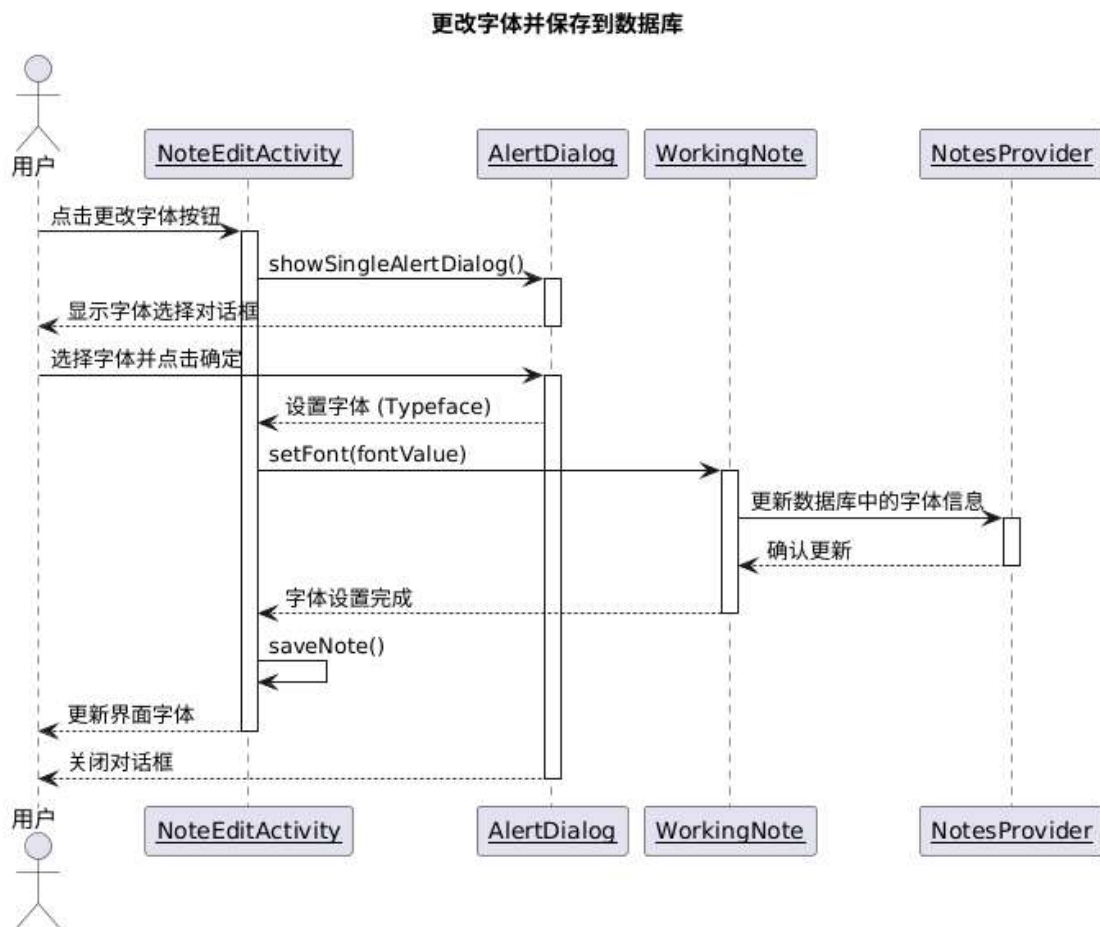 更改字体并保存到数据库
用户
NoteEditActivity
AlertDialog
WorkingNote
NotesProvider
点击更改字体按钮
showSingleAlertDialog()
显示字体选择对话框
选择字体并点击确定
设置字体 (Typeface)
setFont(fontValue)
更新数据库中的字体信息
确认更新
字体设置完成
saveNote()
更新界面字体
关闭对话框
用户
NoteEditActivity
AlertDialog
WorkingNote
NotesProvider